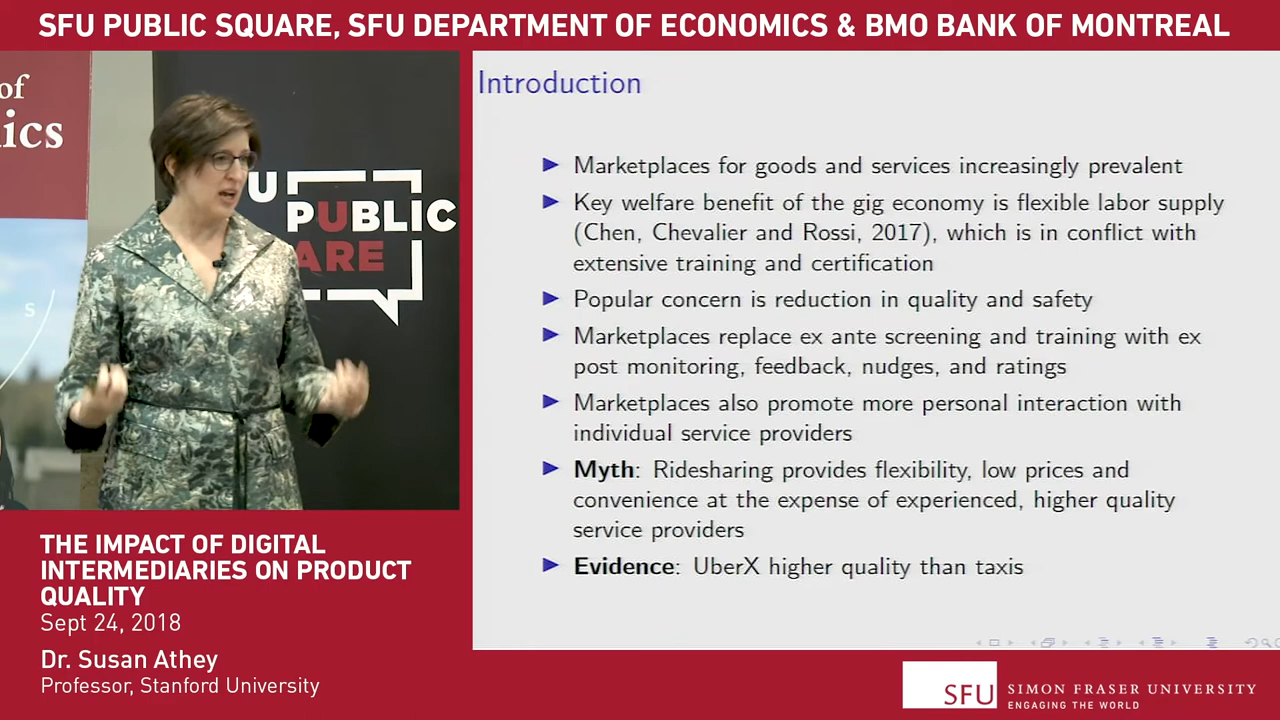 SFU PUBLIC SQUARE, SFU DEPARTMENT OF ECONOMICS & BMO BANK OF MONTREAL
of
ics
S
U
PUBLIC
ARE
Introduction
Marketplaces for goods and services increasingly prevalent
Key welfare benefit of the gig economy is flexible labor supply
(Chen, Chevalier and Rossi, 2017), which is in conflict with
extensive training and certification
Popular concern is reduction in quality and safety
Marketplaces replace ex ante screening and training with ex
post monitoring, feedback, nudges, and ratings
Marketplaces also promote more personal interaction with
individual service providers
Myth: Ridesharing provides flexibility, low prices and
convenience at the expense of experienced, higher quality
service providers
Evidence: UberX higher quality than taxis
THE IMPACT OF DIGITAL
INTERMEDIARIES ON PRODUCT
QUALITY
Sept 24, 2018
Dr. Susan Athey
Professor, Stanford University
SFU SIMON FRASER UNIVERSITY
ENGAGING THE WORLD